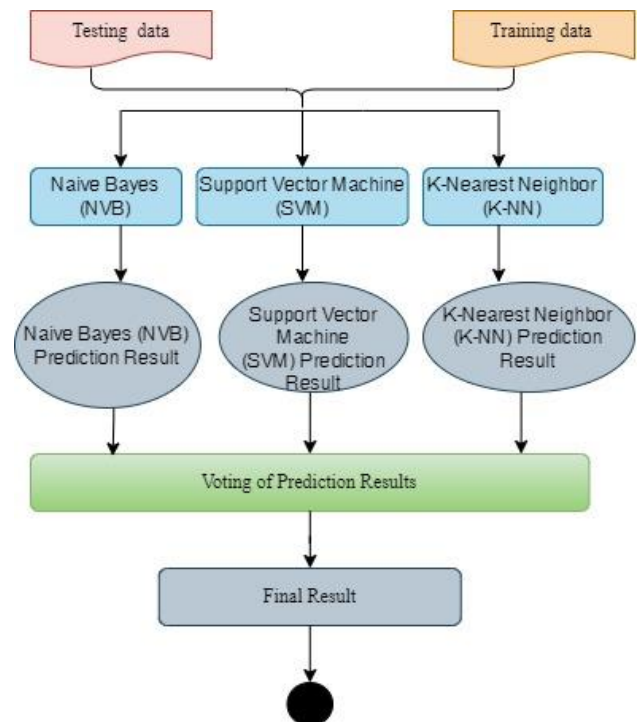 Testing data
Training data
Naive Bayes
(NVB)
Support Vector Machine
(SVM)
K-Nearest Neighbor
(K-NN)
Naive Bayes (NVB)
Prediction Result
Support Vector
Machine
(SVM) Prediction
Result
K-Nearest Neighbor
(K-NN) Prediction
Result
Voting of Prediction Results
Final Result